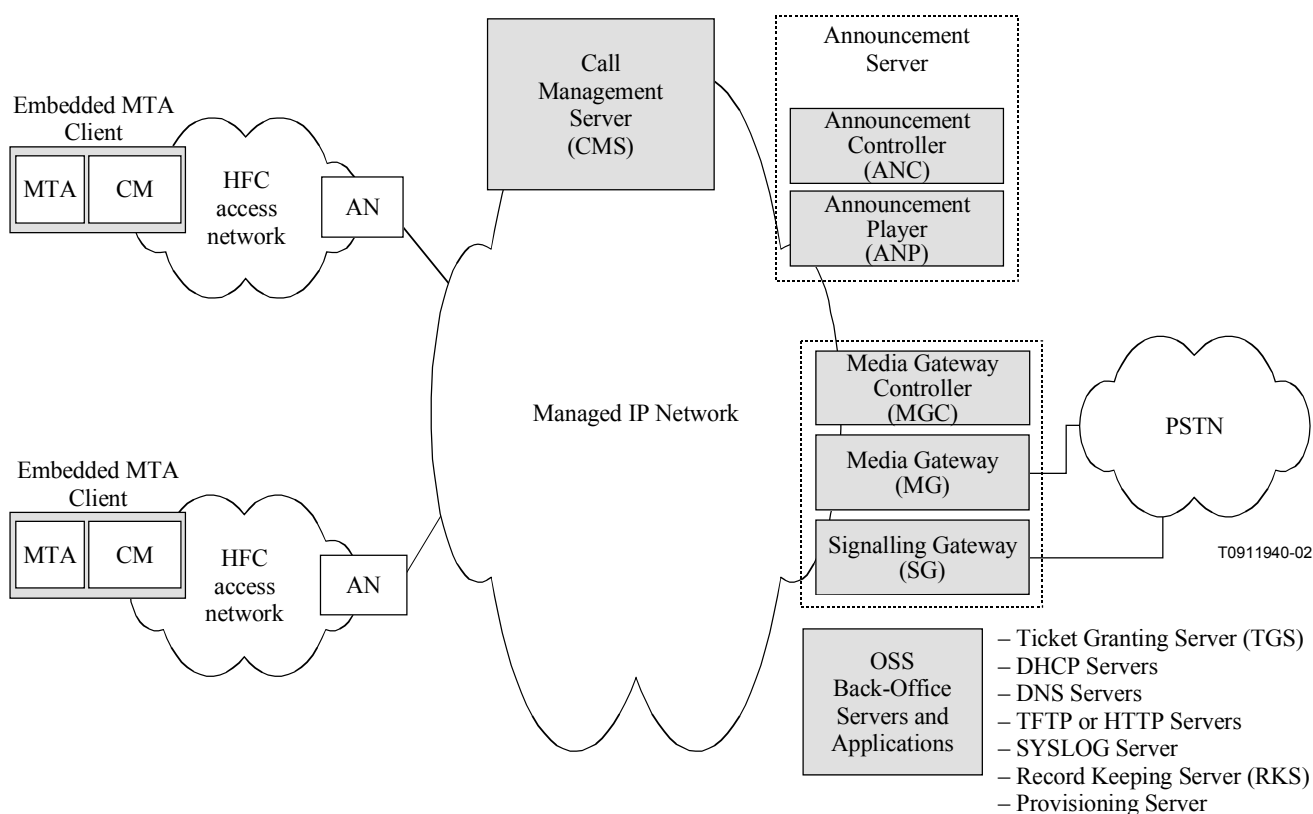 Call
Management
Server
(CMS)
Announcement
Server
Announcement
Controller
(ANC)
Announcement
Player
(ANP)
Embedded MTA
Client
MTA
CM
HFC
access
network
AN
Managed IP Network
Media Gateway
Controller
(MGC)
Media Gateway
(MG)
Signalling Gateway
(SG)
PSTN
T0911940-02
Embedded MTA
Client
MTA
CM
HFC
access
network
AN
OSS
Back-Office
Servers and
Applications
– Ticket Granting Server (TGS)
– DHCP Servers
– DNS Servers
– TFTP or HTTP Servers
– SYSLOG Server
– Record Keeping Server (RKS)
– Provisioning Server